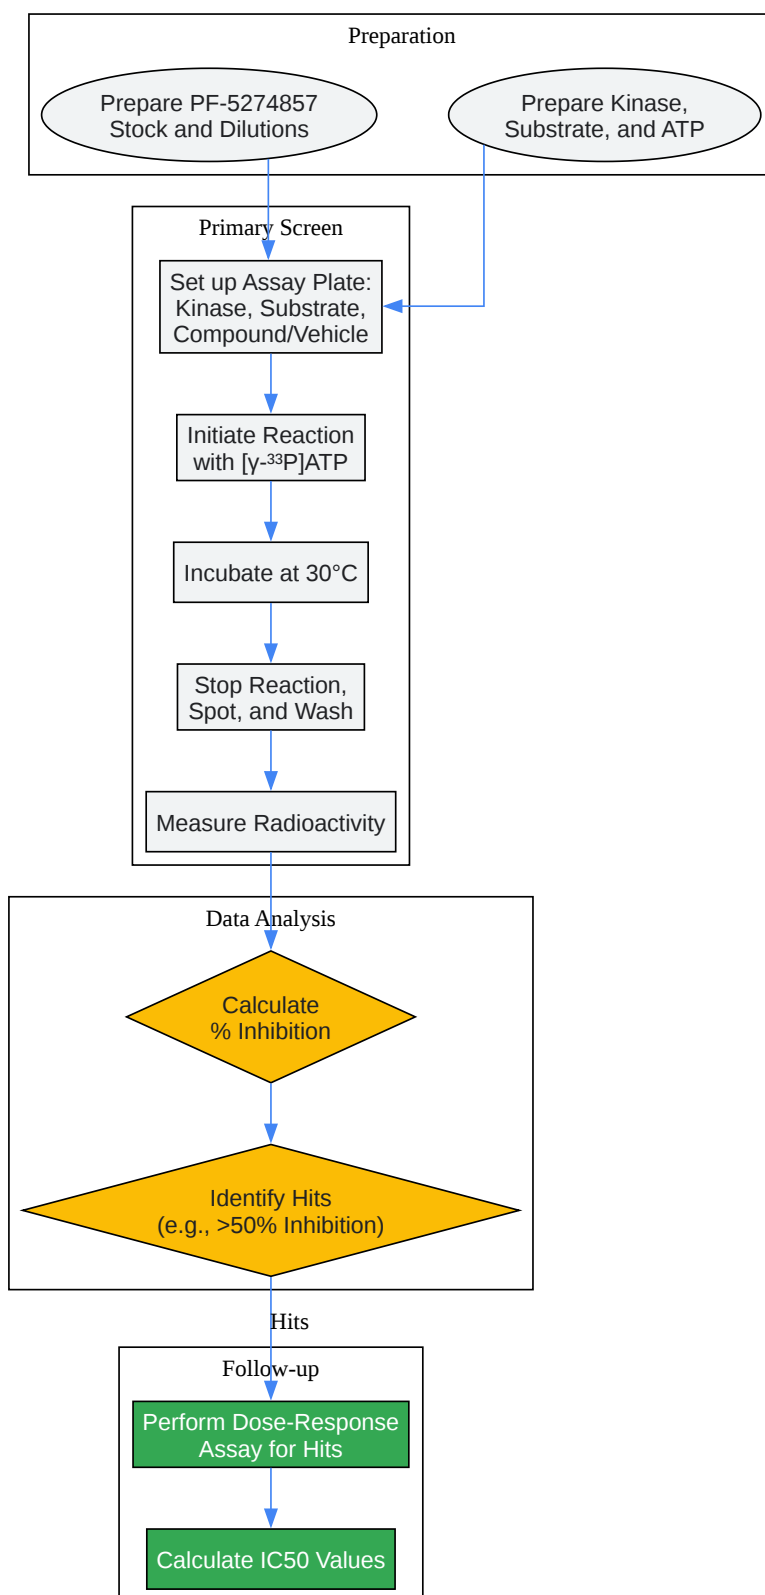 Preparation
Prepare PF-5274857
Stock and Dilutions
Prepare Kinase,
Substrate, and ATP
Primary Screen
Set up Assay Plate:
Kinase, Substrate,
Compound/Vehicle
Initiate Reaction
with [γ-³³P]ATP
Incubate at 30°C
Stop Reaction,
Spot, and Wash
Measure Radioactivity
Data Analysis
Calculate
% Inhibition
Identify Hits
(e.g., >50% Inhibition)
Hits
Follow-up
Perform Dose-Response
Assay for Hits
Calculate IC50 Values